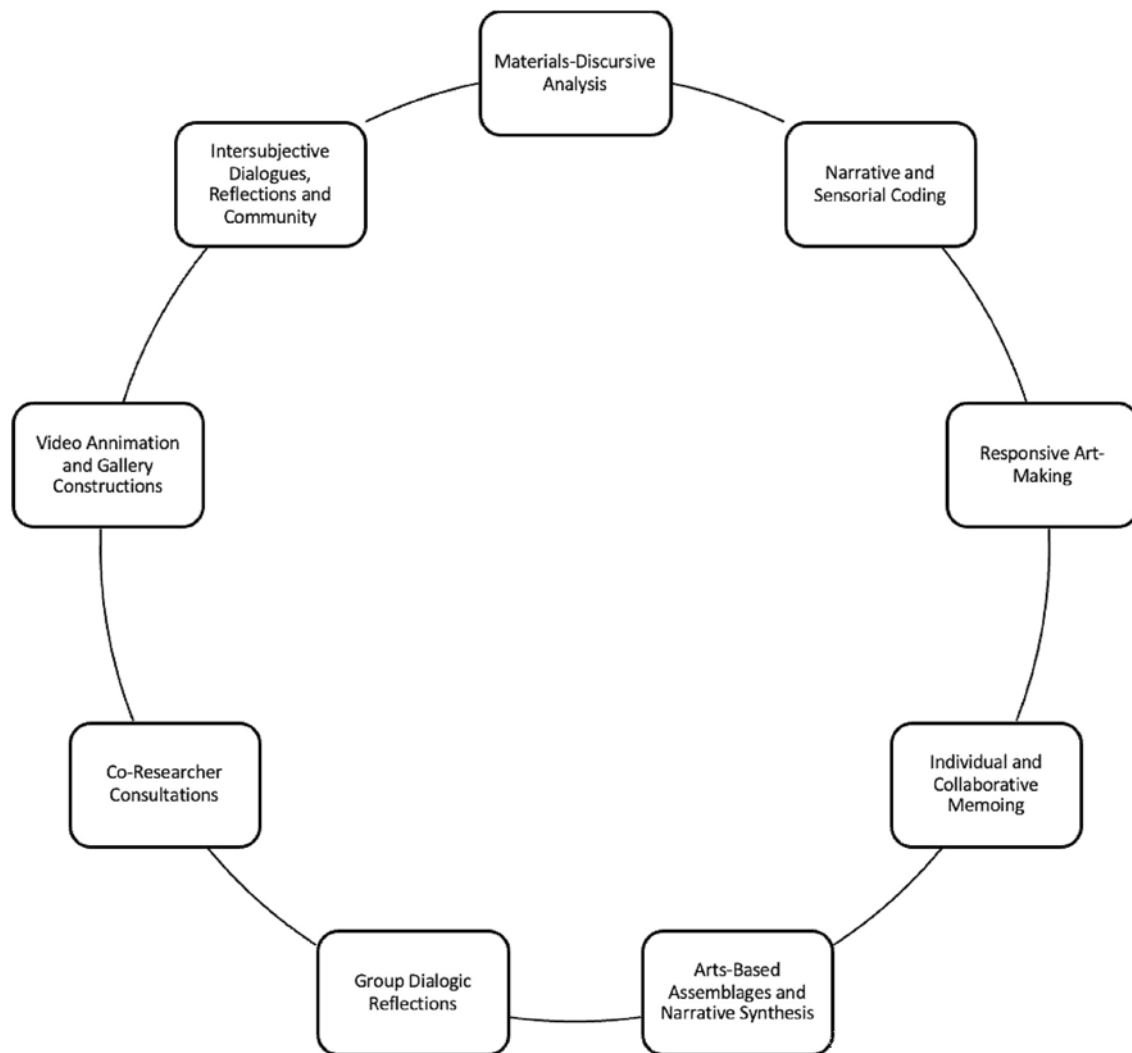 Materials-Discursive
Analysis
Narrative and
Sensorial Coding
Responsive Art-
Making
Individual and
Collaborative
Memoing
Arts-Based
Assemblages and
Narrative Synthesis
Group Dialogic
Reflections
Co-Researcher
Consultations
Video Annimation
and Gallery
Constructions
Intersubjective
Dialogues,
Reflections and
Community